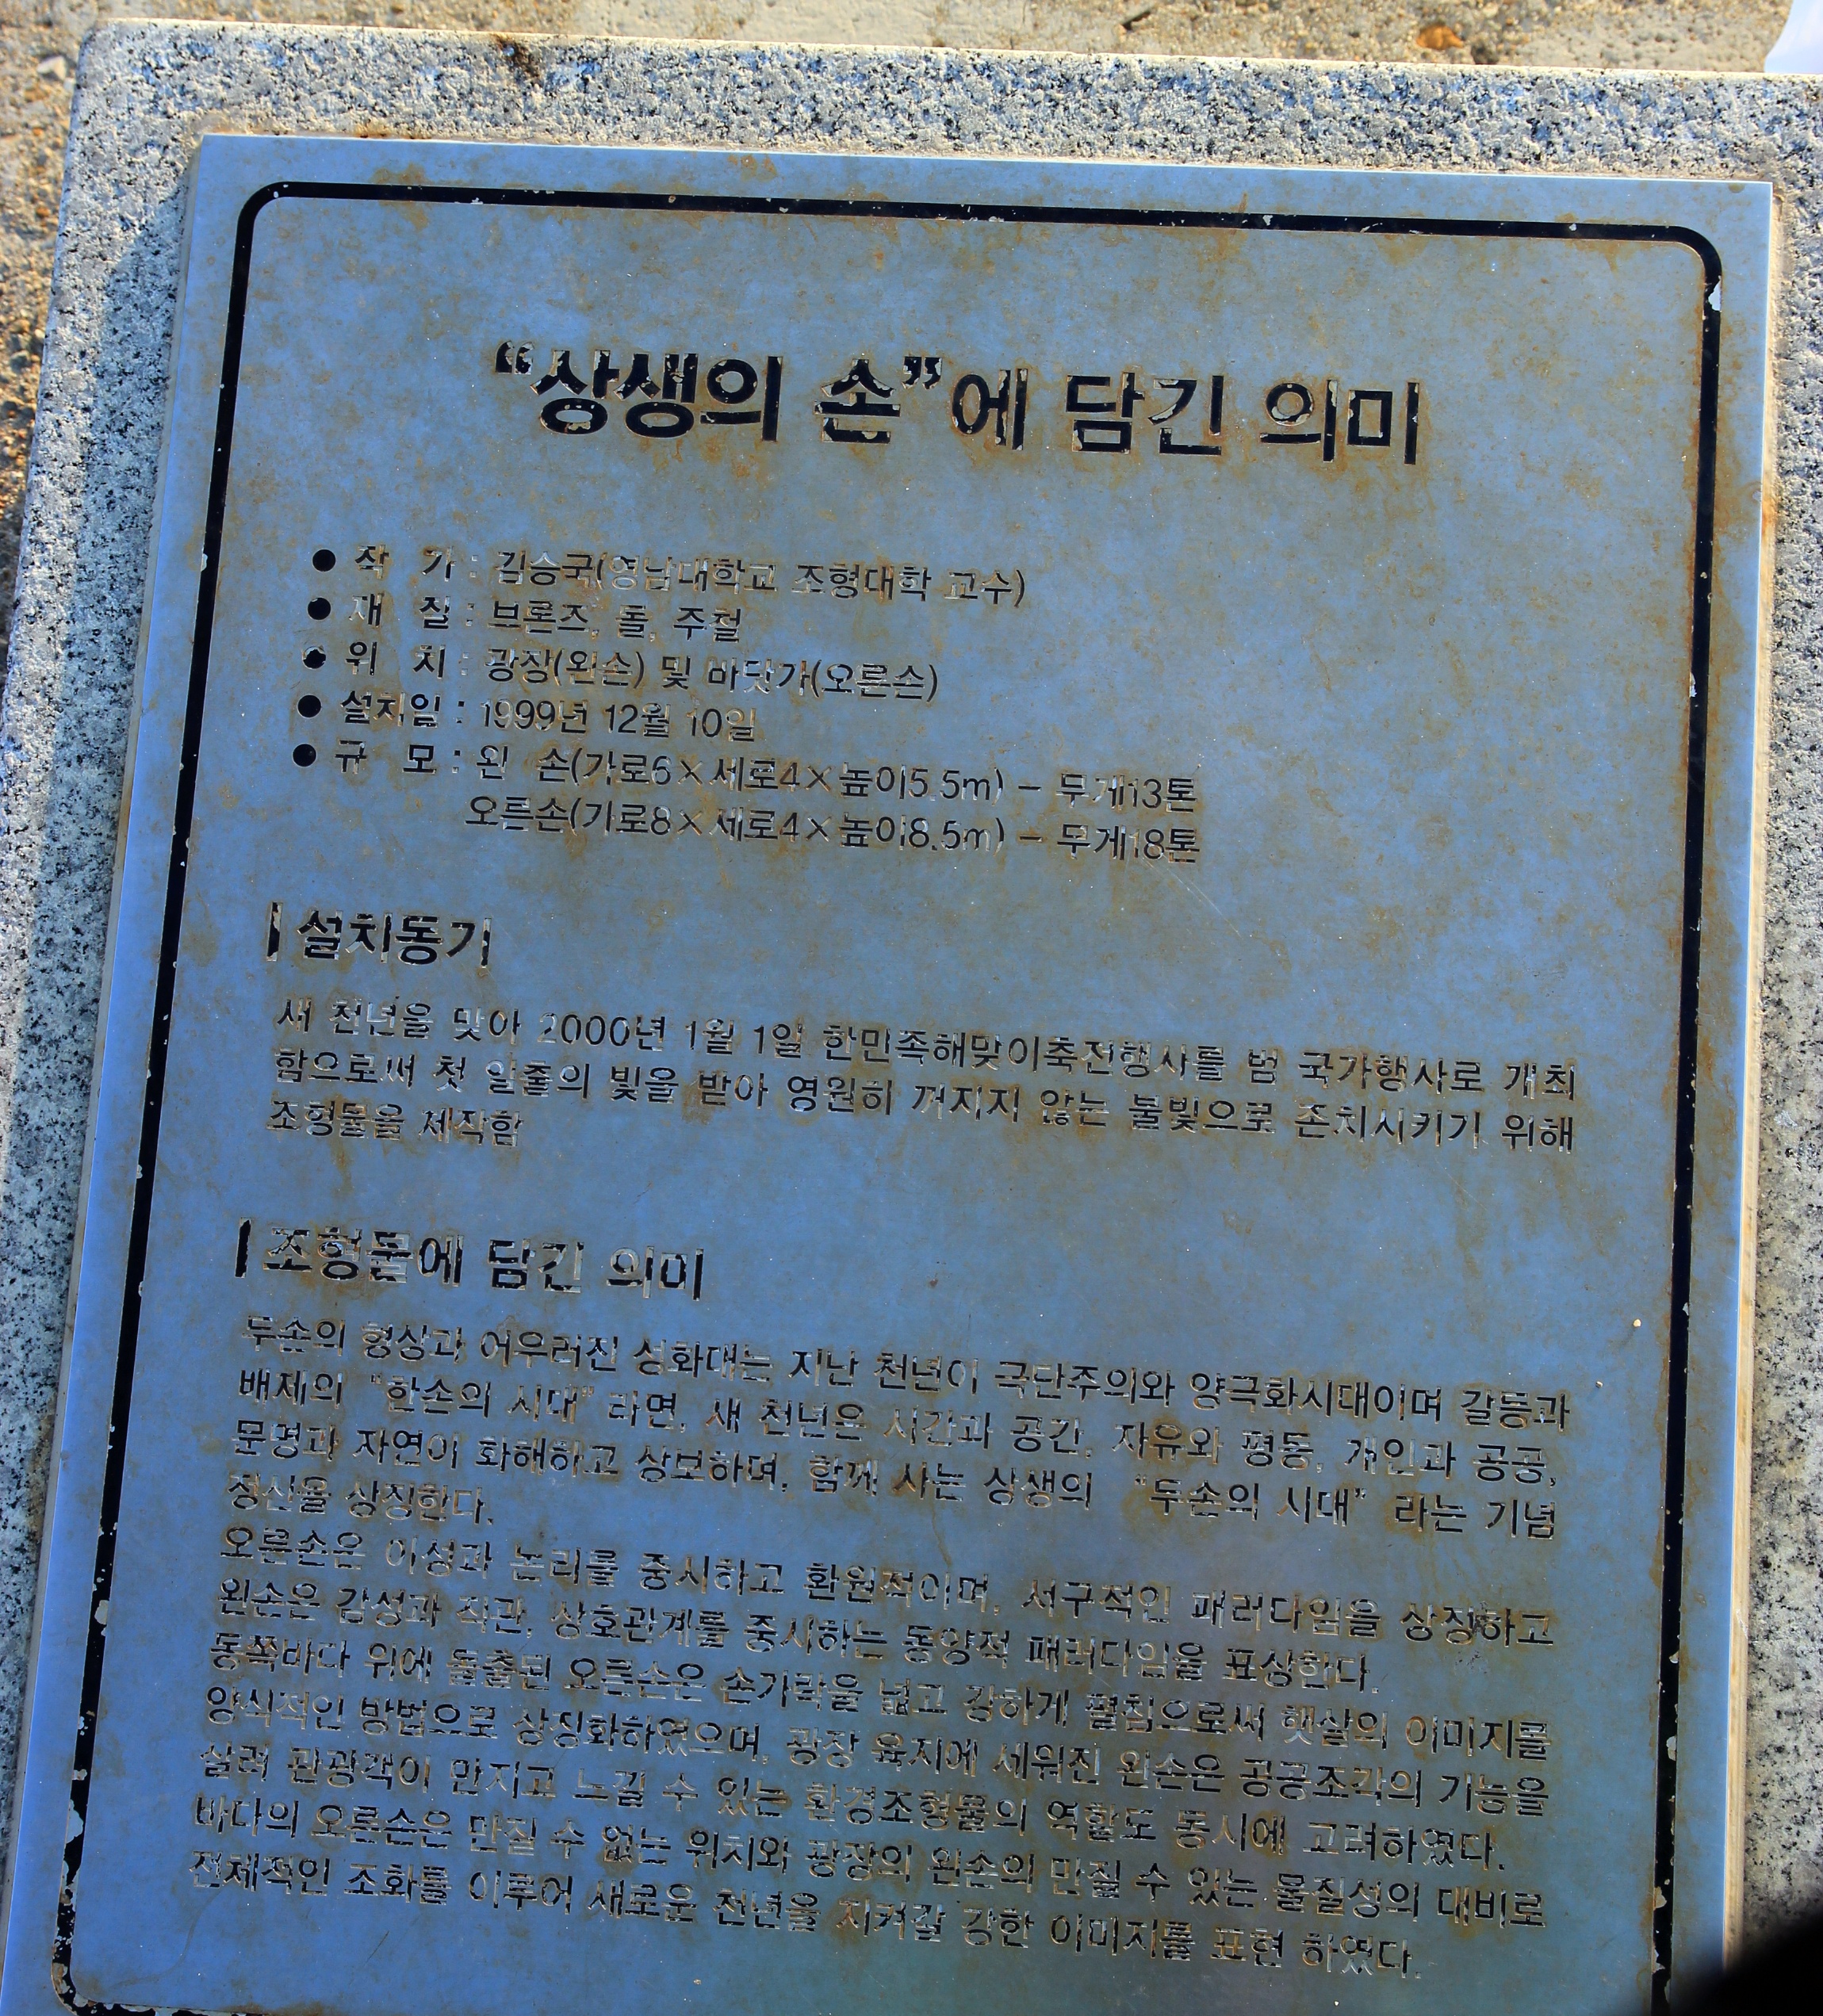 “상생의 손”에 담긴 의미
● 작 가 : 김승국(영남대학교 조형대학 교수)
● 재 질 : 브론즈, 돌, 주철
● 위 치 : 광장(왼손) 및 바닷가(오른손)
● 설치일 : 1999년 12월 10일
● 규 모 : 왼 손(가로6×세로4×높이5.5m) - 무게13톤
오른손(가로8×세로4×높이8.5m) - 무게18톤
설치동기
새 천년을 맞아 2000년 1월 1일 한민족해맞이축전행사를 범 국가행사로 개최
함으로써 첫 일출의 빛을 받아 영원히 꺼지지 않는 불빛으로 존치시키기 위해
조형물을 제작함
조형물에 담긴 의미
두손의 형상과 어우러진 성화대는 지난 천년이 극단주의와 양극화시대이며 갈등과
배제의 “한손의 시대” 라면, 새 천년은 시간과 공간, 자유와 평등, 개인과 공공,
문명과 자연이 화해하고 상보하며, 함께 사는 상생의 “두손의 시대” 라는 기념
정신을 상징한다.
오른손은 이성과 논리를 중시하고 환원적이며, 서구적인 패러다임을 상징하고
왼손은 감성과 직관, 상호관계를 중시하는 동양적 패러다임을 표상한다.
동쪽바다 위에 돌출된 오른손은 손가락을 넓고 강하게 펼침으로써 햇살의 이미지를
양식적인 방법으로 상징화하였으며, 광장 육지에 세워진 왼손은 공공조각의 기능을
살려 관광객이 만지고 느낄 수 있는 환경조형물의 역할도 동시에 고려하였다.
바다의 오른손은 만질 수 없는 위치와 광장의 왼손의 만질 수 있는 물질성의 대비로
전체적인 조화를 이루어 새로운 천년을 지켜갈 강한 이미지를 표현 하였다.